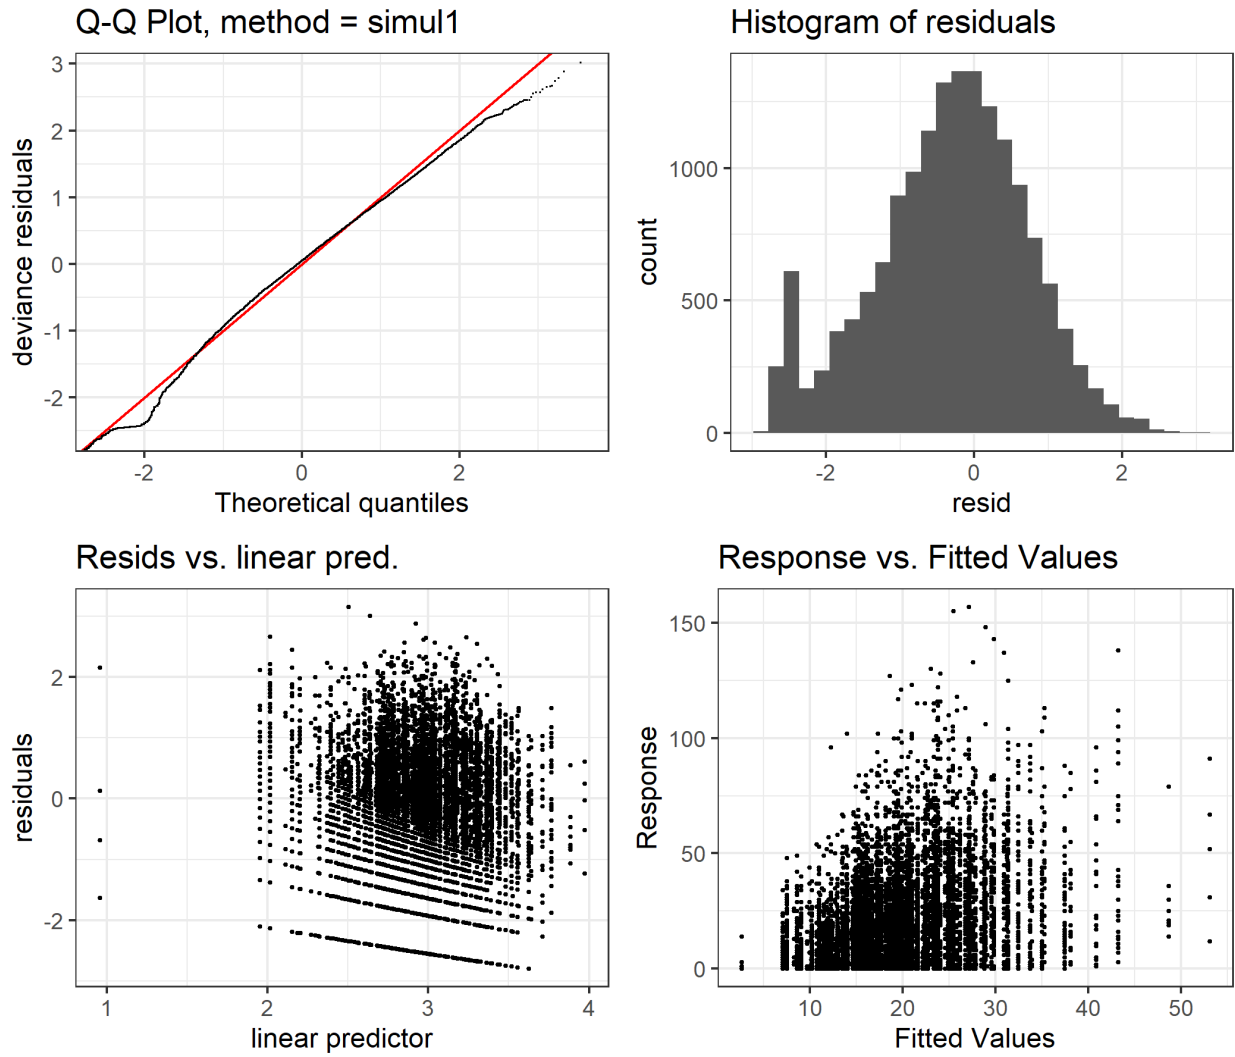 Q-Q Plot, method = simul1
3
2
1
0
-1
-2
deviance residuals
-2
0
2
Theoretical quantiles
Histogram of residuals
1000
500
0
count
-2
0
2
resid
Resids vs. linear pred.
2
0
-2
residuals
1
2
3
4
linear predictor
Response vs. Fitted Values
150
100
50
0
Response
10
20
30
40
50
Fitted Values